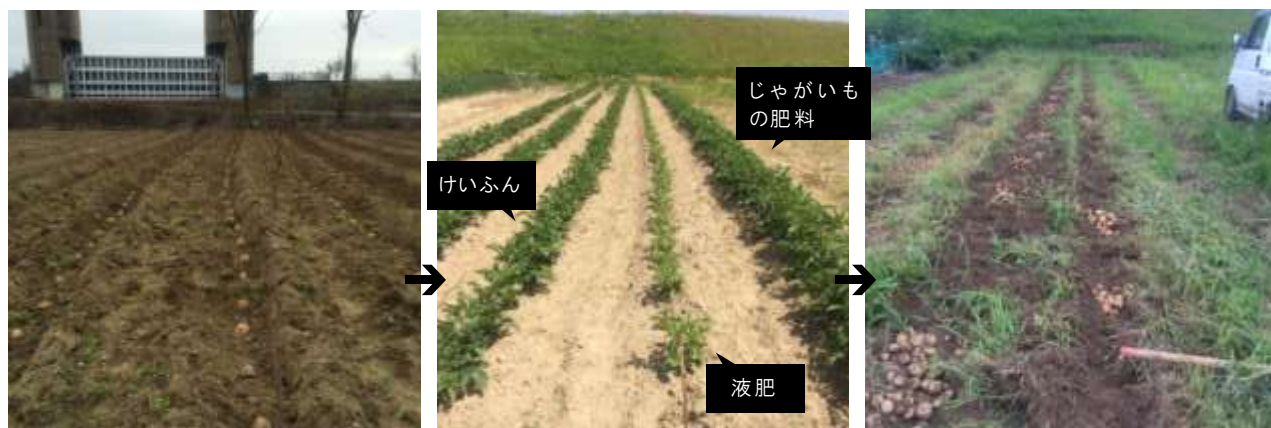 けいふん
じゃがいも
の肥料
液肥